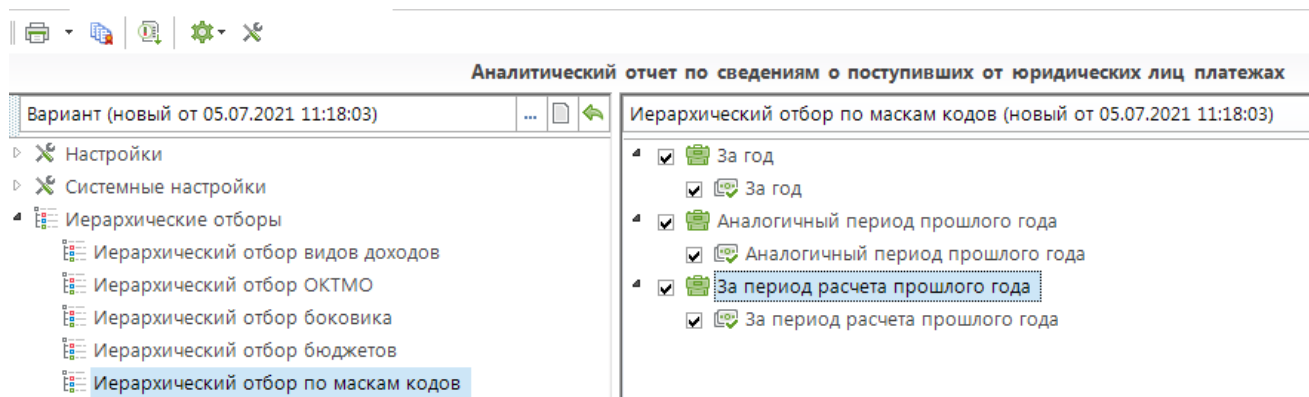 Аналитический отчет по сведениям о поступивших от юридических лиц платежах
Вариант (новый от 05.07.2021 11:18:03)
...
Настройки
Системные настройки
Иерархические отборы
Иерархический отбор видов доходов
Иерархический отбор ОКТМО
Иерархический отбор боковика
Иерархический отбор бюджетов
Иерархический отбор по маскам кодов
Иерархический отбор по маскам кодов (новый от 05.07.2021 11:18:03)
За год
За год
Аналогичный период прошлого года
Аналогичный период прошлого года
За период расчета прошлого года
За период расчета прошлого года